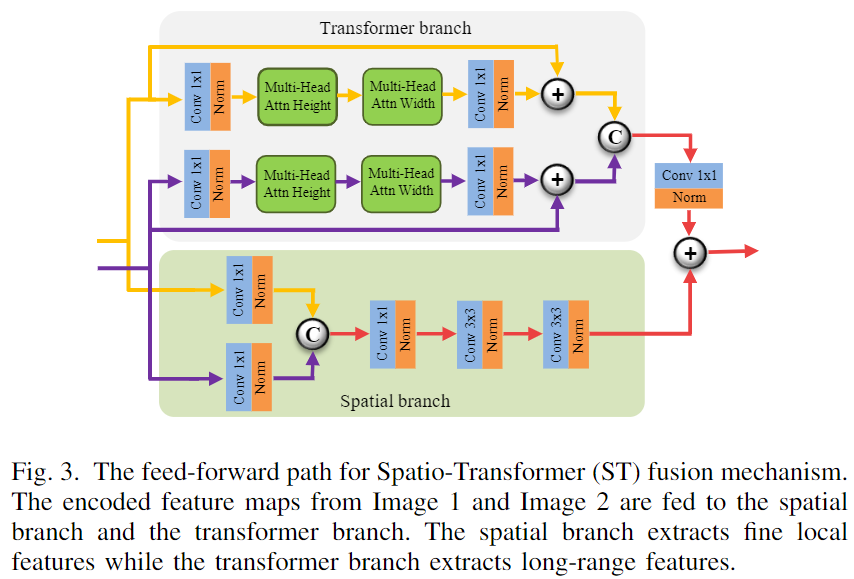 Transformer branch
Conv 1x1
Norm
Multi-Head
Attn Height
Multi-Head
Attn Width
Conv 1x1
Norm
+
C
Conv 1x1
Norm
Multi-Head
Attn Height
Multi-Head
Attn Width
Conv 1x1
Norm
+
Conv 1x1
Norm
+
Conv 1x1
Norm
C
Conv 1x1
Norm
Conv 1x1
Norm
Conv 3x3
Norm
Conv 3x3
Norm
Spatial branch
Fig. 3. The feed-forward path for Spatio-Transformer (ST) fusion mechanism.
The encoded feature maps from Image 1 and Image 2 are fed to the spatial
branch and the transformer branch. The spatial branch extracts fine local
features while the transformer branch extracts long-range features.